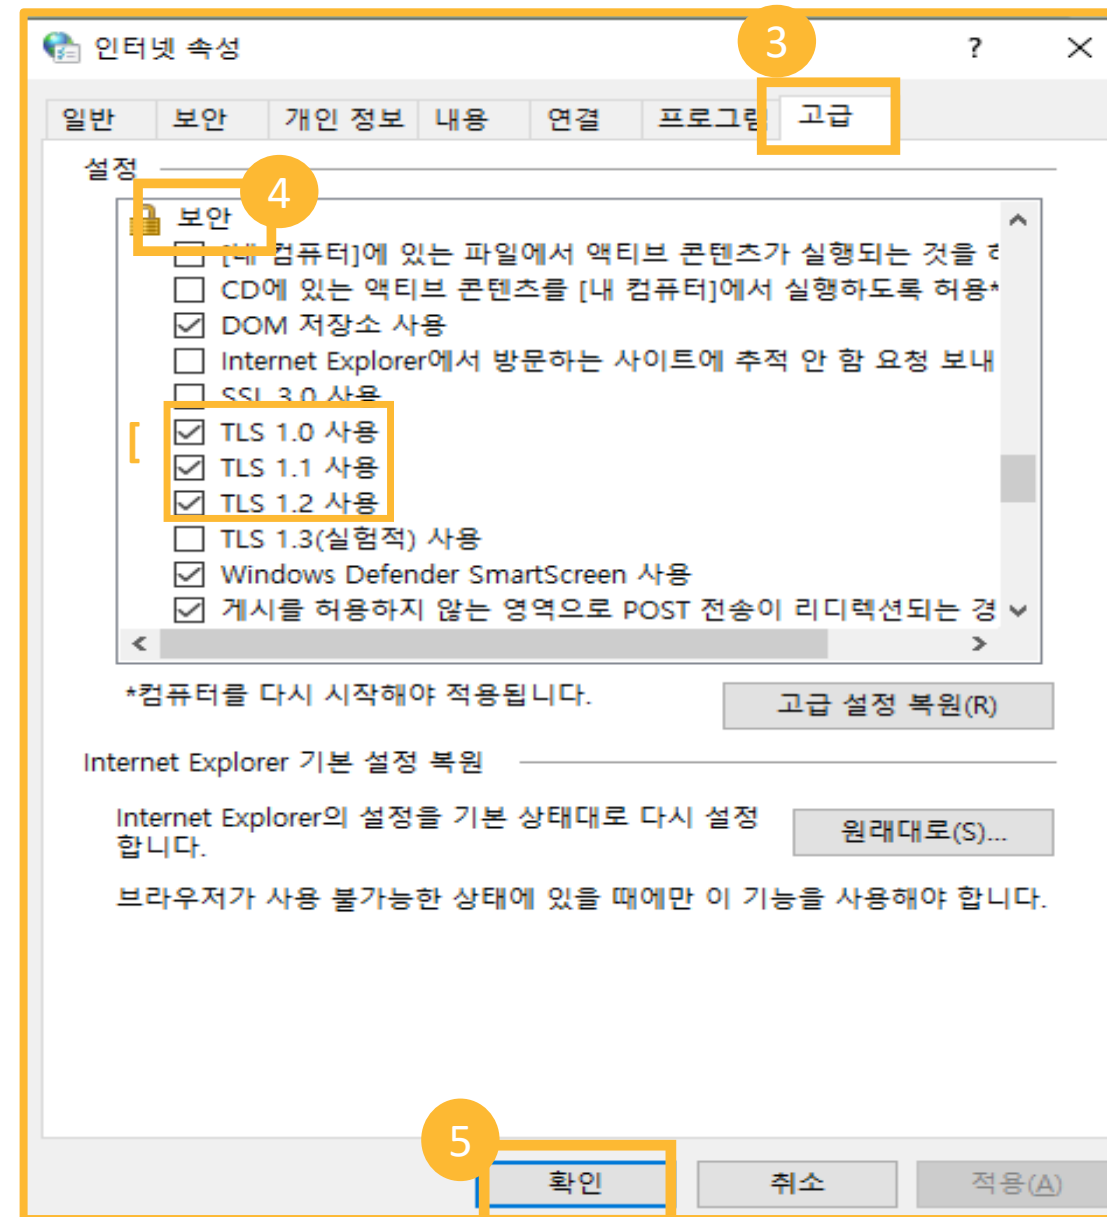 인터넷 속성
3
?
일반 보안 개인 정보 내용 연결 프로그램 고급
설정
4
보안
[내 컴퓨터]에 있는 파일에서 액티브 콘텐츠가 실행되는 것을
CD에 있는 액티브 콘텐츠를 [내 컴퓨터]에서 실행하도록 허용*
DOM 저장소 사용
Internet Explorer에서 방문하는 사이트에 추적 안 함 요청 보내
SSL 3.0 사용
[
TLS 1.0 사용
TLS 1.1 사용
TLS 1.2 사용
TLS 1.3(실험적) 사용
Windows Defender SmartScreen 사용
게시를 허용하지 않는 영역으로 POST 전송이 리디렉션되는 경
*컴퓨터를 다시 시작해야 적용됩니다.
고급 설정 복원(R)
Internet Explorer 기본 설정 복원
Internet Explorer의 설정을 기본 상태대로 다시 설정
합니다.
원래대로(S)...
브라우저가 사용 불가능한 상태에 있을 때에만 이 기능을 사용해야 합니다.
5
확인 취소 적용(A)